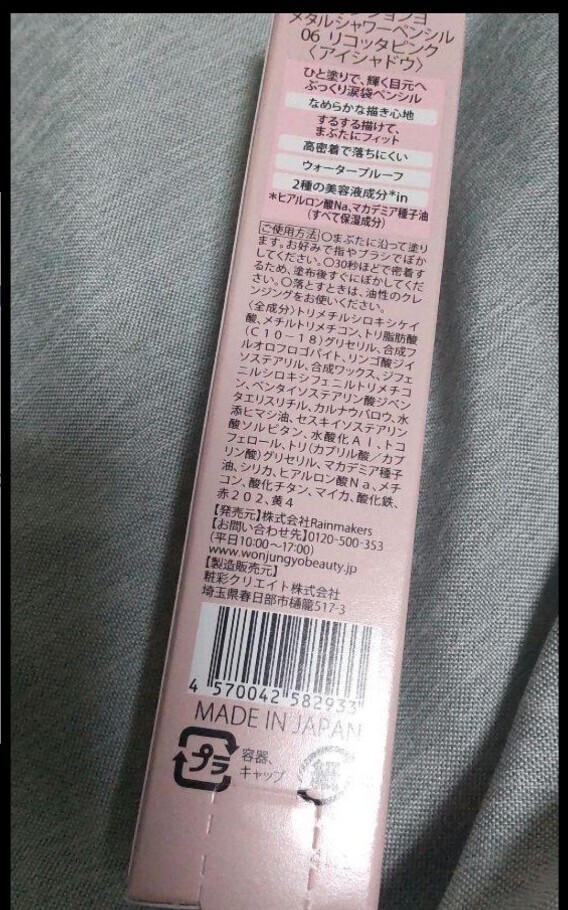 メタルシャワーペンシル
06 リコッタピンク
〈アイシャドウ〉
ひと塗りで、輝く目元へ
ぷっくり涙袋ペンシル
なめらかな描き心地
するする描けて、
まぶたにフィット
高密着で落ちにくい
ウォータープルーフ
2種の美容液成分*in
*ヒアルロン酸Na、マカデミア種子油
(すべて保湿成分)
ご使用方法 〇まぶたに沿って塗り
ます。お好みで指やブラシでぼか
してください。〇30秒ほどで密着す
るため、塗布後すぐにぼかしてくだ
さい。〇落とすときは、油性のクレ
ンジングをお使いください。
〈全成分〉トリメチルシロキシケイ
酸、メチルトリメチコン、トリ脂肪酸
(C10-18)グリセリル、合成フ
ルオロフロゴパイト、リンゴ酸ジイ
ソステアリル、合成ワックス、ジフェ
ニルシロキシフェニルトリメチコ
ン、ペンタイソステアリン酸ジペン
タエリスリチル、カルナウバロウ、水
添ヒマシ油、セスキイソステアリン
酸ソルビタン、水酸化Al、トコ
フェロール、トリ(カプリル酸/カプ
リン酸)グリセリル、マカデミア種子
油、シリカ、ヒアルロン酸Na、メチ
コン、酸化チタン、マイカ、酸化鉄、
赤202、黄4
【発売元】株式会社Rainmakers
【お問い合わせ先】0120-500-353
(平日10:00〜17:00)
www.wonjungyobeauty.jp
【製造販売元】
粧彩クリエイト株式会社
埼玉県春日部市樋籠517-3
4 570042 582933
MADE IN JAPAN
プラ
容器、
キャップ
紙